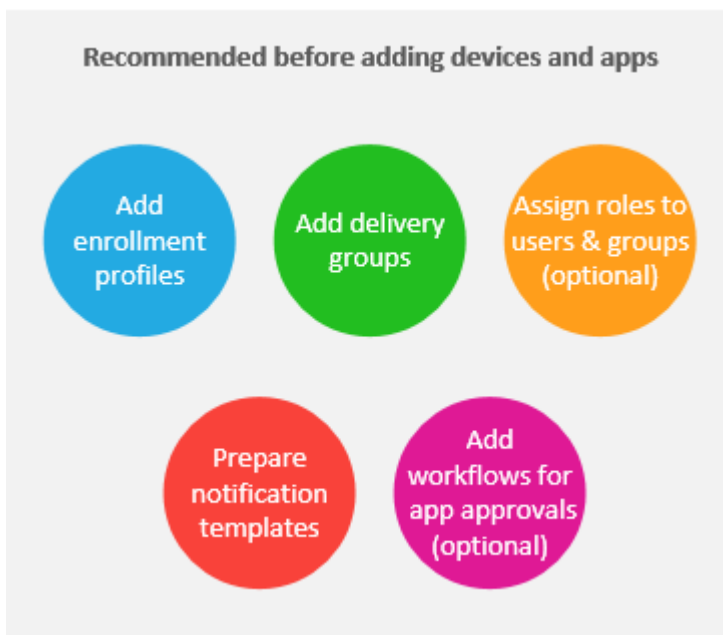 Recommended before adding devices and apps
Add
enrollment
profiles
Add delivery
groups
Assign roles to
users & groups
(optional)
Prepare
notification
templates
Add
workflows for
app approvals
(optional)